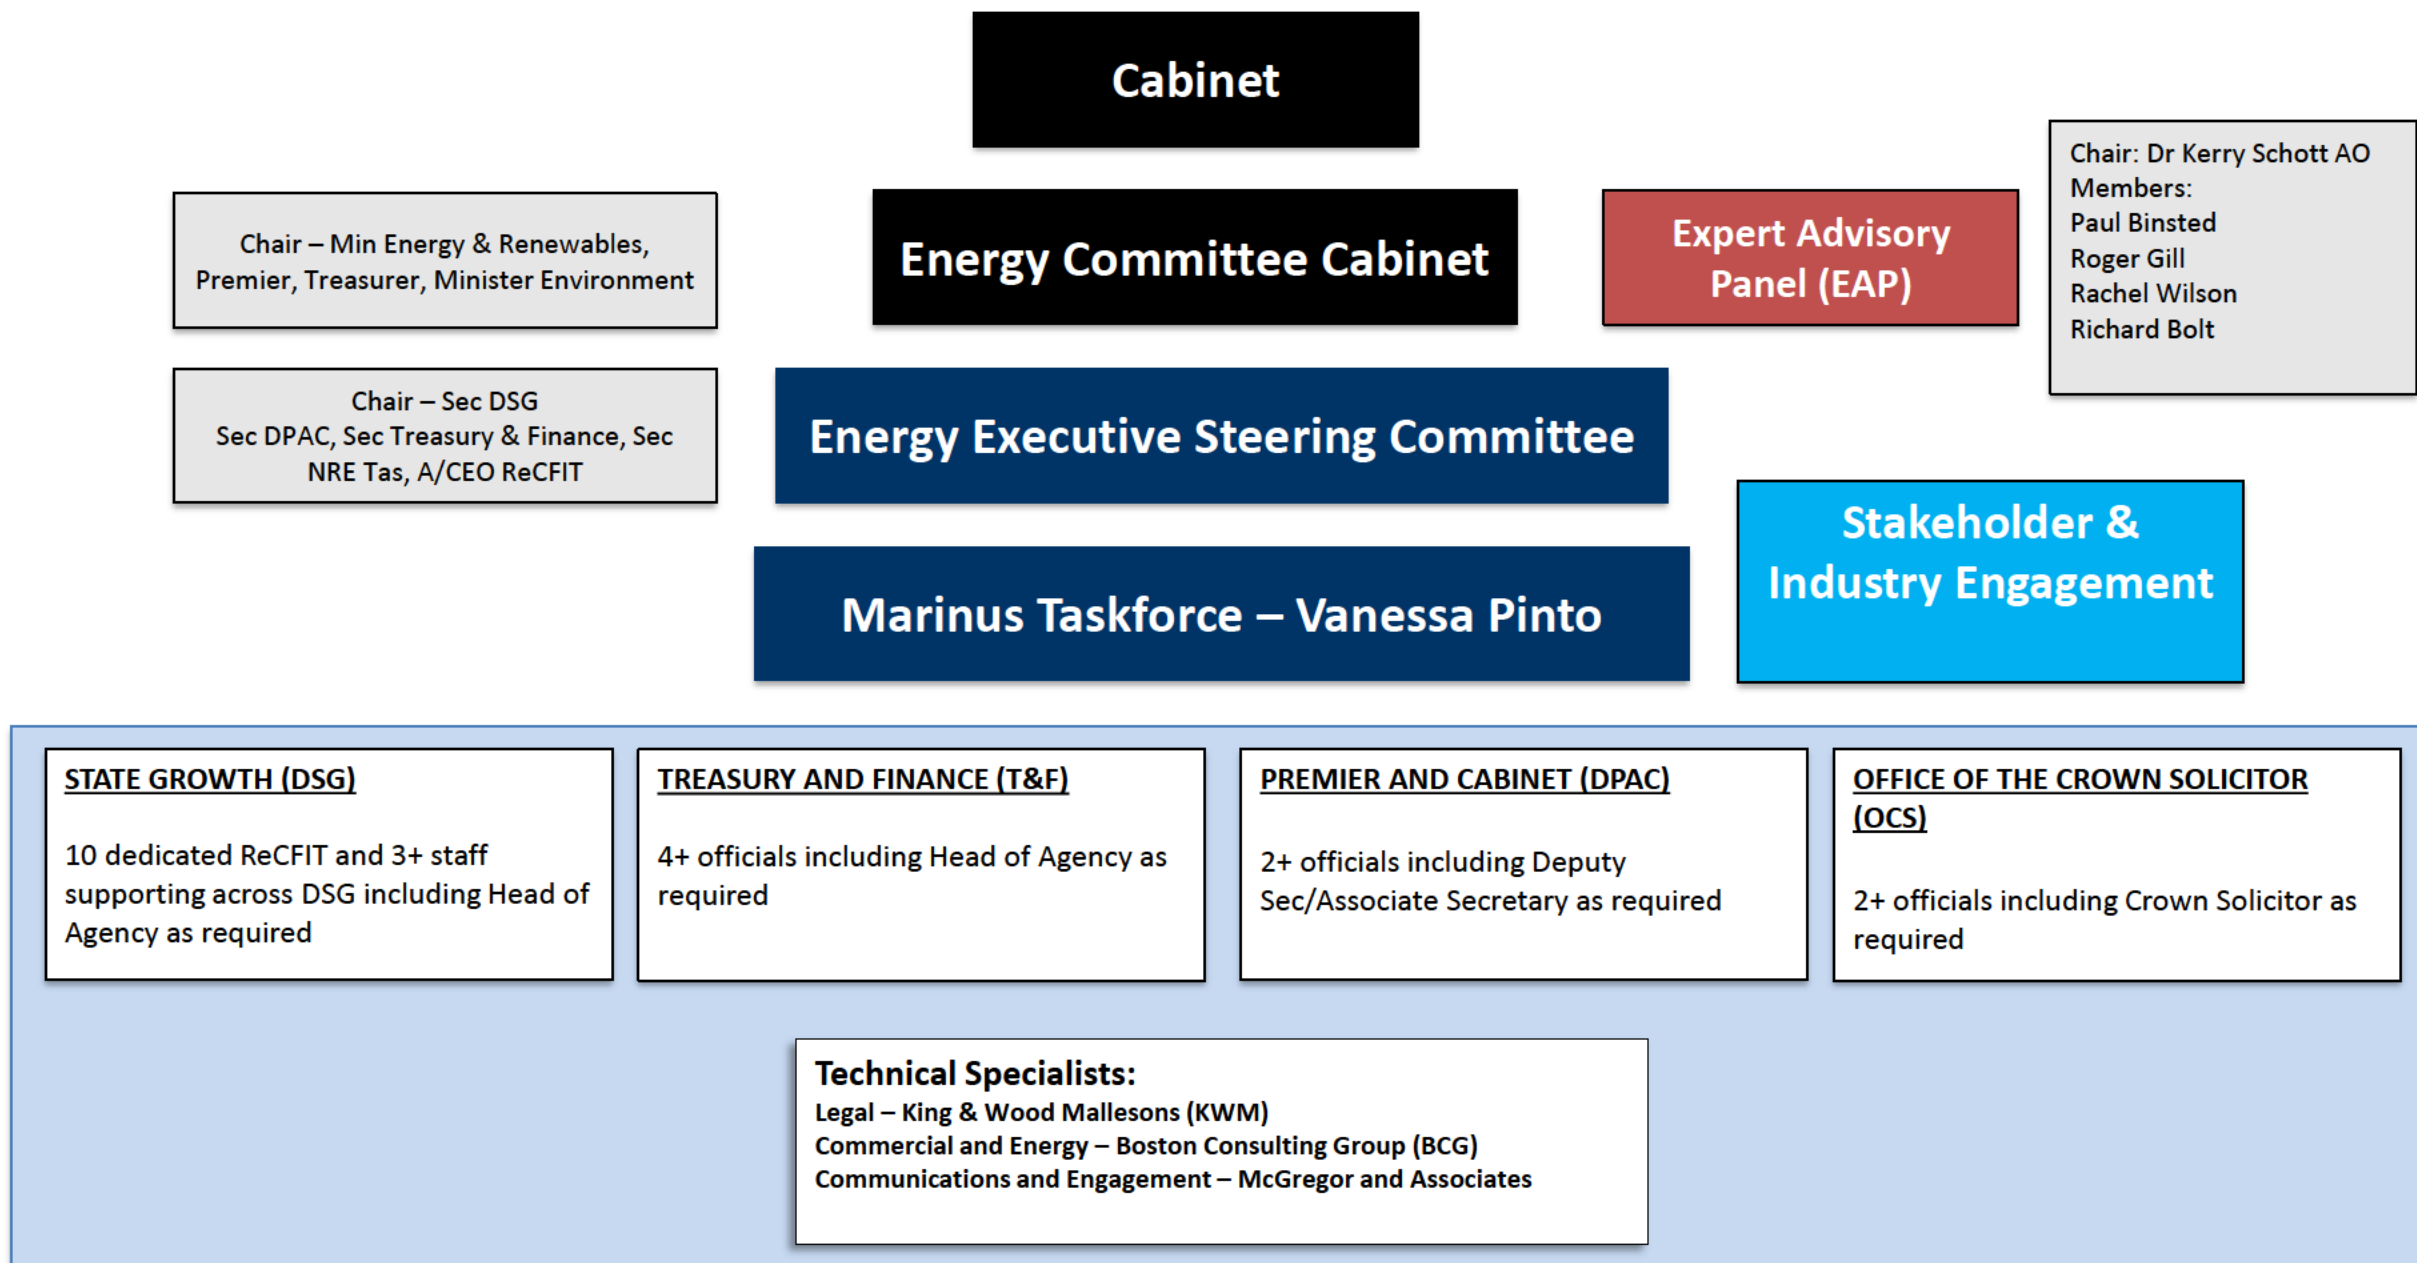 Cabinet
Chair – Min Energy & Renewables,
Premier, Treasurer, Minister Environment
Energy Committee Cabinet
Expert Advisory
Panel (EAP)
Chair: Dr Kerry Schott AO
Members:
Paul Binsted
Roger Gill
Rachel Wilson
Richard Bolt
Chair – Sec DSG
Sec DPAC, Sec Treasury & Finance, Sec
NRE Tas, A/CEO ReCFIT
Energy Executive Steering Committee
Marinus Taskforce – Vanessa Pinto
Stakeholder &
Industry Engagement
STATE GROWTH (DSG)
10 dedicated ReCFIT and 3+ staff
supporting across DSG including Head of
Agency as required
TREASURY AND FINANCE (T&F)
4+ officials including Head of Agency as
required
PREMIER AND CABINET (DPAC)
2+ officials including Deputy
Sec/Associate Secretary as required
OFFICE OF THE CROWN SOLICITOR
(OCS)
2+ officials including Crown Solicitor as
required
Technical Specialists:
Legal – King & Wood Mallesons (KWM)
Commercial and Energy – Boston Consulting Group (BCG)
Communications and Engagement – McGregor and Associates